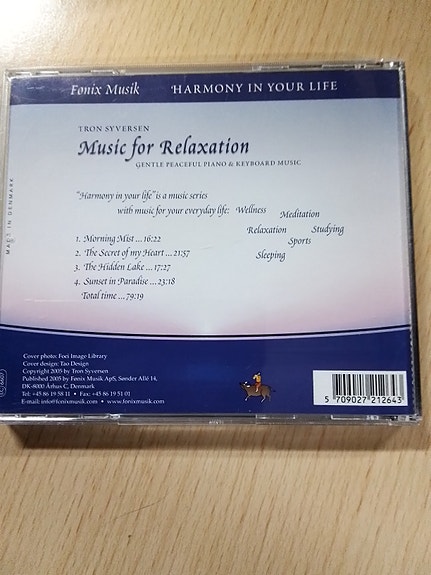 Fønix Musik HARMONY IN YOUR LIFE
TRON SYVERSEN
Music for Relaxation
GENTLE PEACEFUL PIANO & KEYBOARD MUSIC
"Harmony in your life" is a music series
with music for your everyday life: Wellness
Meditation
Relaxation Studying
Sports
Sleeping
1. Morning Mist ... 16:22
2. The Secret of my Heart ... 21:57
3. The Hidden Lake ... 17:27
4. Sunset in Paradise ... 23:18
Total time ... 79:19
MADE IN DENMARK
Cover photo: Foci Image Library
Cover design: Tao Design
Copyright 2005 by Tron Syversen
Published 2005 by Fønix Musik ApS, Sønder Allé 14,
DK-8000 Århus C, Denmark
Tel: +45 86 19 58 11 • Fax: +45 86 19 51 01
E-mail: info@fonixmusik.com • www.fonixmusik.com
5 709027 212643